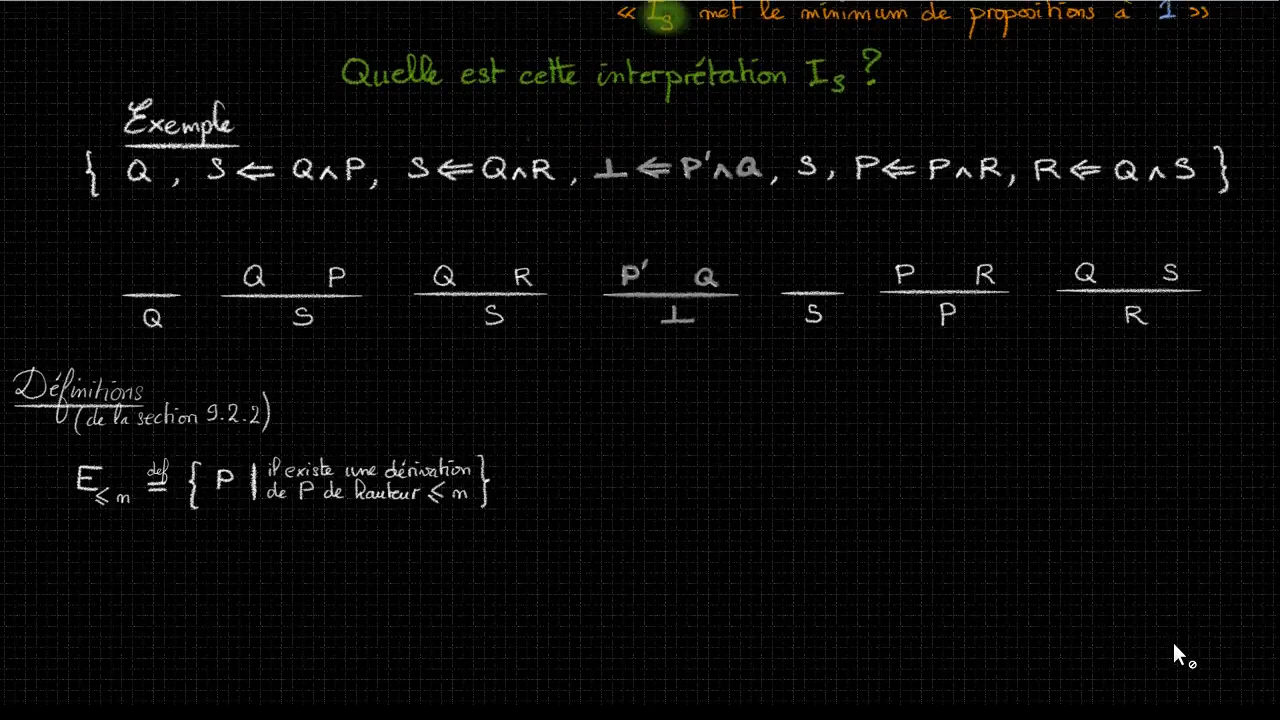 « I_S met le minimum de propositions à 1 »
Quelle est cette interprétation I_S ?
Exemple
{ Q , S ⇐ Q∧P, S ⇐ Q∧R , ⊥ ⇐ P'∧Q , S , P ⇐ P∧R, R ⇐ Q∧S }
Q P Q R P' Q P R Q S
Q S S ⊥ S P R
Définitions
(de la section 9.2.2)
E_≤n def= { P | il existe une dérivation
de P de hauteur ≤ n }